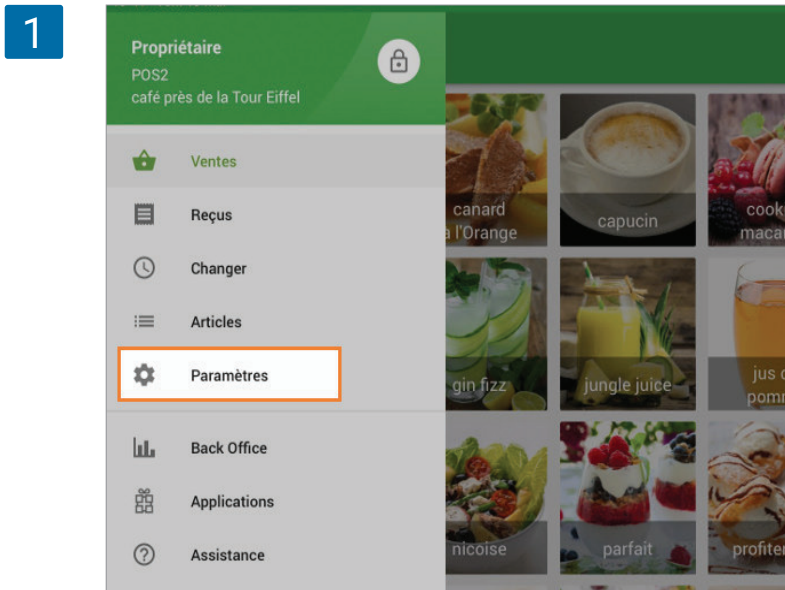 1
Propriétaire
POS2
café près de la Tour Eiffel
Ventes
Reçus
Changer
Articles
Paramètres
Back Office
Applications
Assistance
canard
a l'Orange
capucin
gin fizz
jungle juice
jus
nicoise
parfait